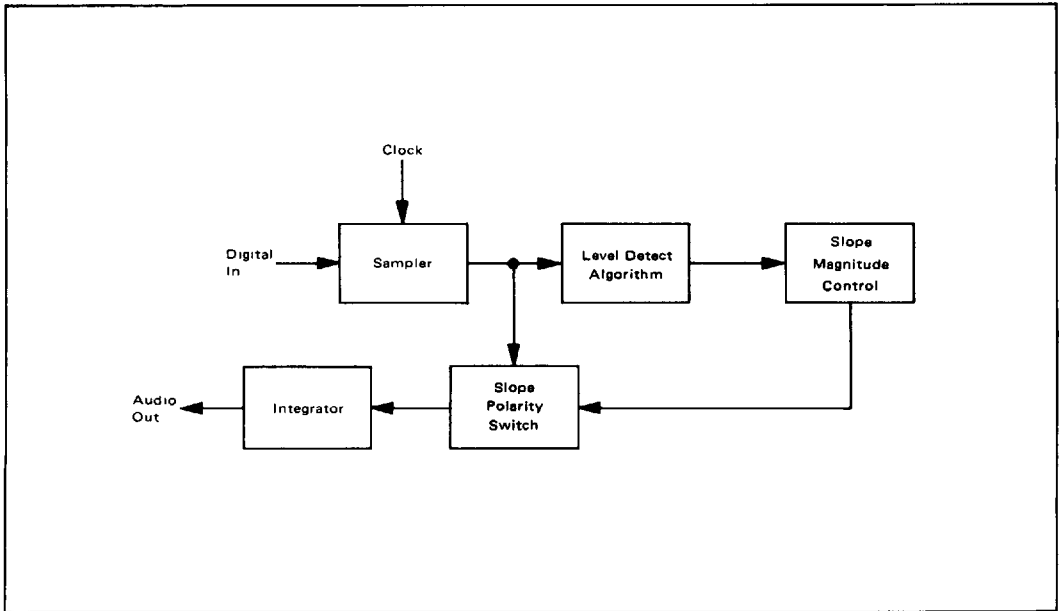 Clock
Digital
In
Sampler
Level Detect
Algorithm
Slope
Magnitude
Control
Audio
Out
Integrator
Slope
Polarity
Switch